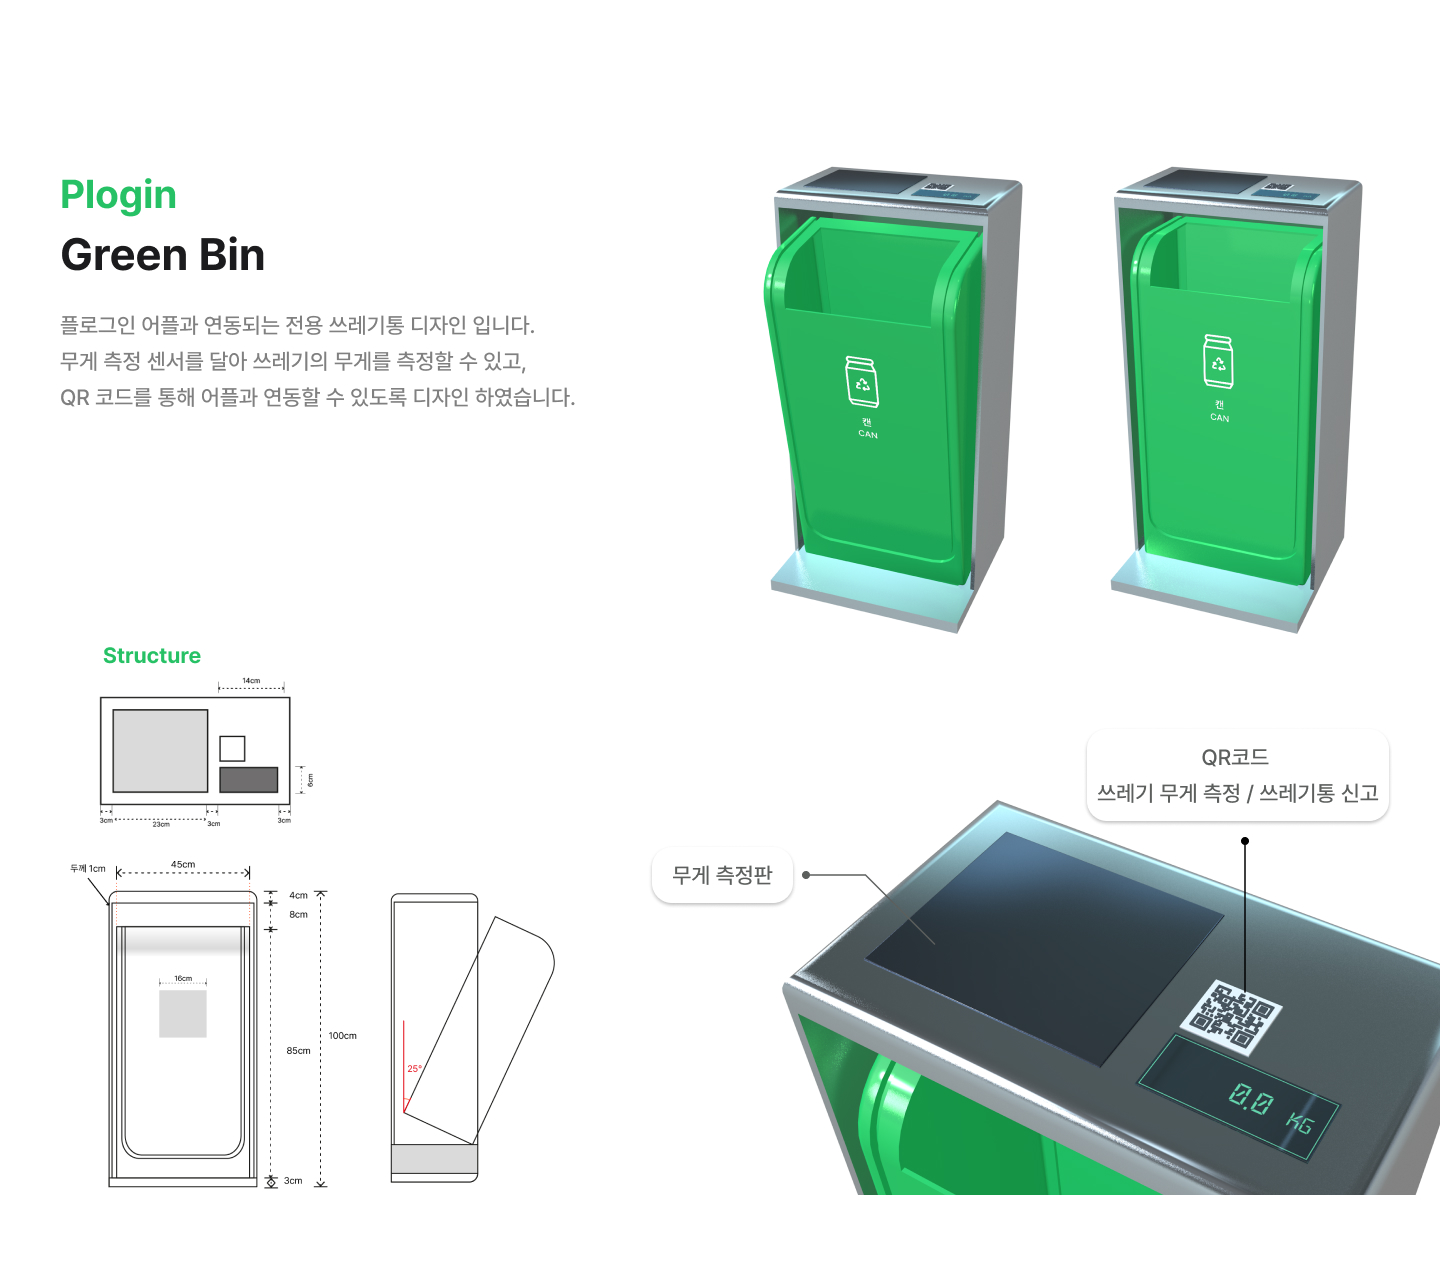 Plogin
Green Bin
플로그인 어플과 연동되는 전용 쓰레기통 디자인 입니다.
무게 측정 센서를 달아 쓰레기의 무게를 측정할 수 있고,
QR 코드를 통해 어플과 연동할 수 있도록 디자인 하였습니다.
캔
CAN
캔
CAN
Structure
14cm
6cm
3cm
23cm
3cm
3cm
두께 1cm
45cm
4cm
8cm
16cm
85cm
100cm
3cm
25°
QR코드
쓰레기 무게 측정 / 쓰레기통 신고
무게 측정판
0.0 KG